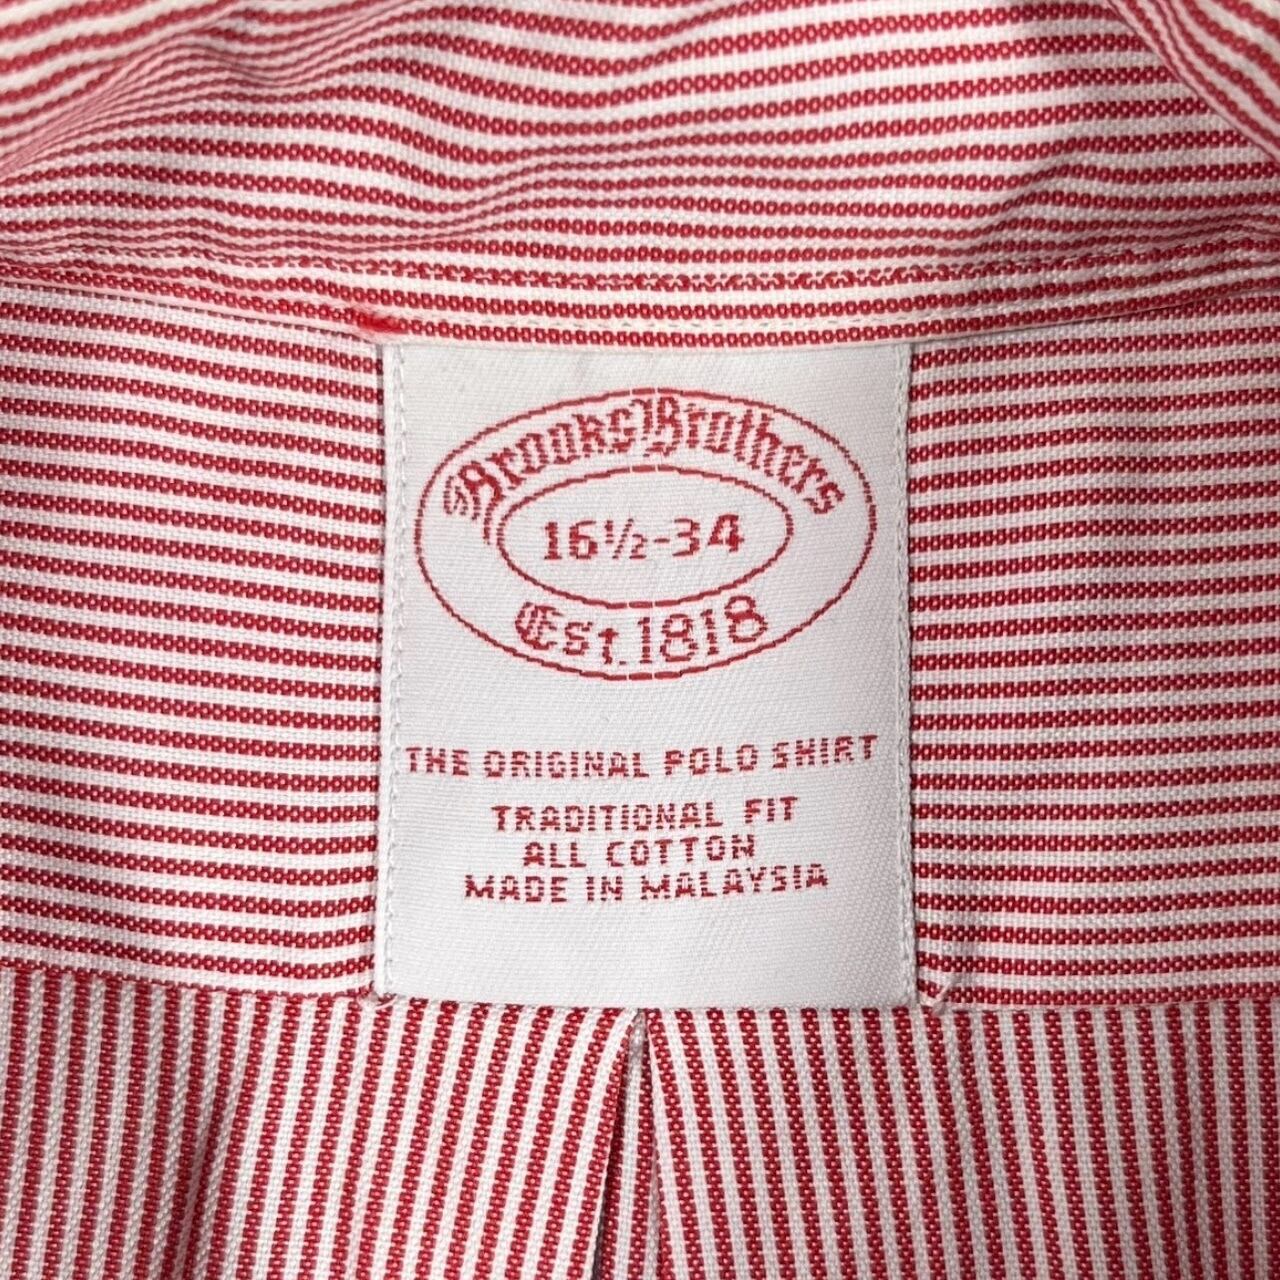 Brooks Brothers
16½-34
Est. 1818
THE ORIGINAL POLO SHIRT
TRADITIONAL FIT
ALL COTTON
MADE IN MALAYSIA